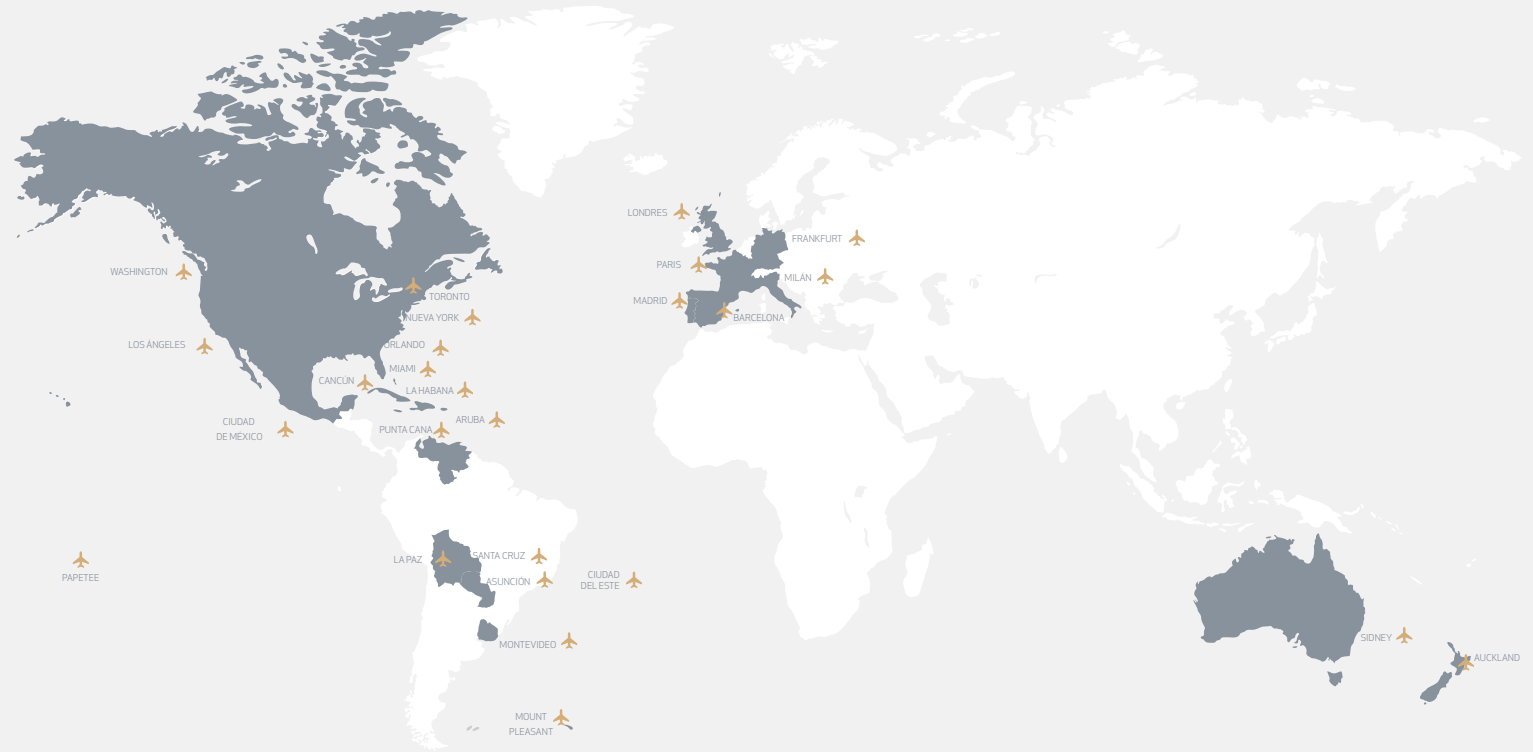 LONDRES
FRANKFURT
PARIS
WASHINGTON
MILÁN
TORONTO
MADRID
NUEVA YORK
BARCELONA
LOS ÁNGELES
ORLANDO
MIAMI
CANCÚN
LA HABANA
ARUBA
CIUDAD
DE MÉXICO
PUNTA CANA
LA PAZ
SANTA CRUZ
PAPETEE
ASUNCIÓN
CIUDAD
DEL ESTE
SIDNEY
MONTEVIDEO
AUCKLAND
MOUNT
PLEASANT